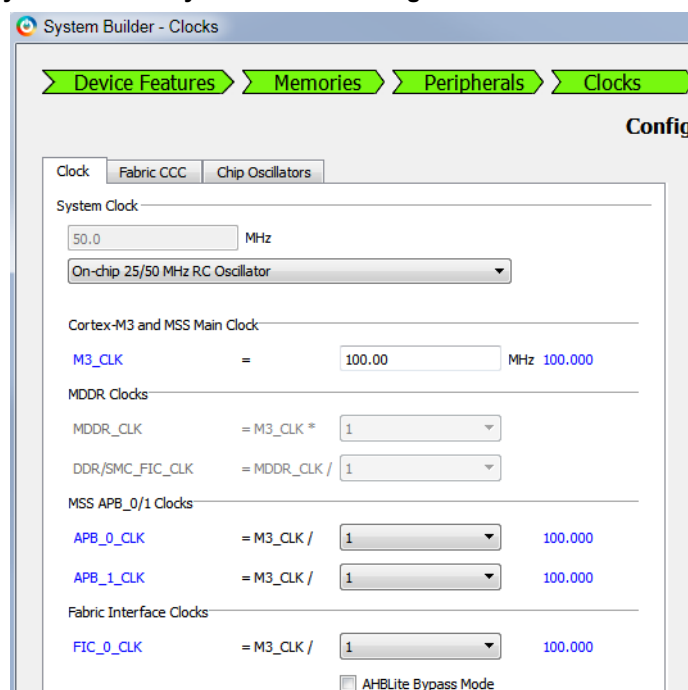 System Builder - Clocks
Device Features Memories Peripherals Clocks
Config
Clock Fabric CCC Chip Oscillators
System Clock
50.0 MHz
On-chip 25/50 MHz RC Oscillator
Cortex-M3 and MSS Main Clock
M3_CLK = 100.00 MHz 100.000
MDDR Clocks
MDDR_CLK = M3_CLK * 1
DDR/SMC_FIC_CLK = MDDR_CLK / 1
MSS APB_0/1 Clocks
APB_0_CLK = M3_CLK / 1 100.000
APB_1_CLK = M3_CLK / 1 100.000
Fabric Interface Clocks
FIC_0_CLK = M3_CLK / 1 100.000
AHBLite Bypass Mode